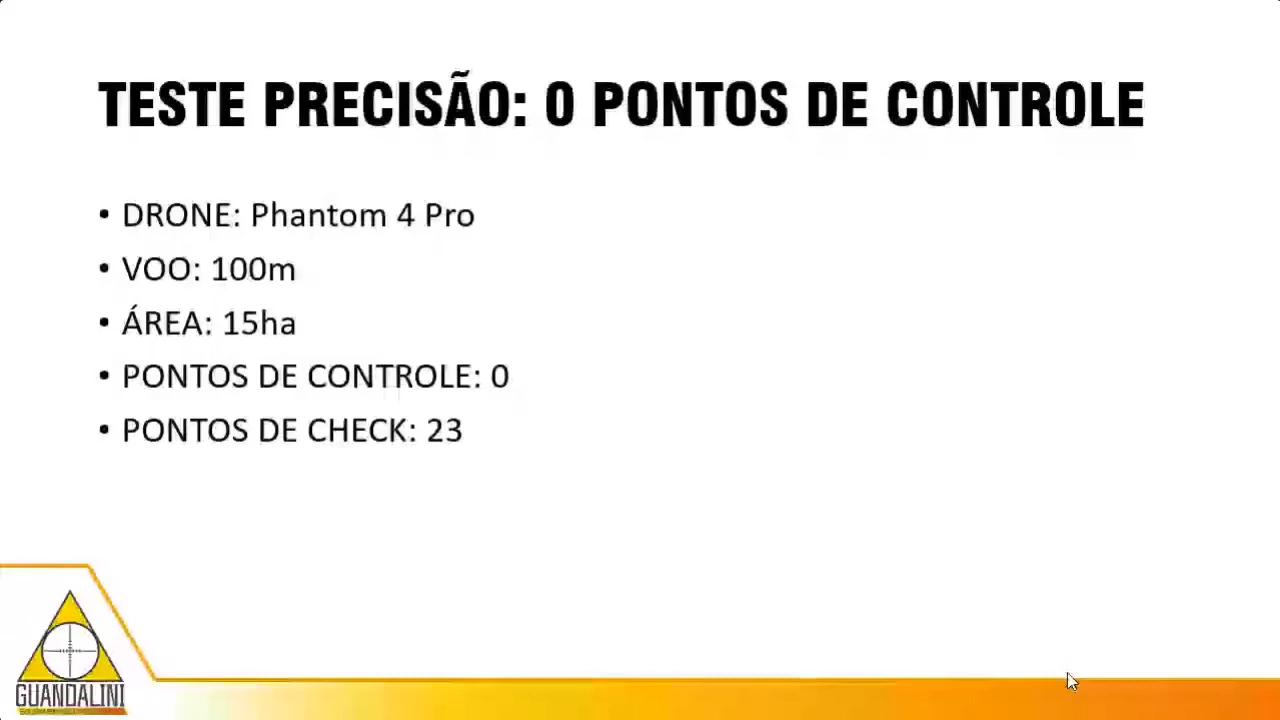 TESTE PRECISÃO: 0 PONTOS DE CONTROLE
• DRONE: Phantom 4 Pro
• VOO: 100m
• ÁREA: 15ha
• PONTOS DE CONTROLE: 0
• PONTOS DE CHECK: 23
GUANDALINI